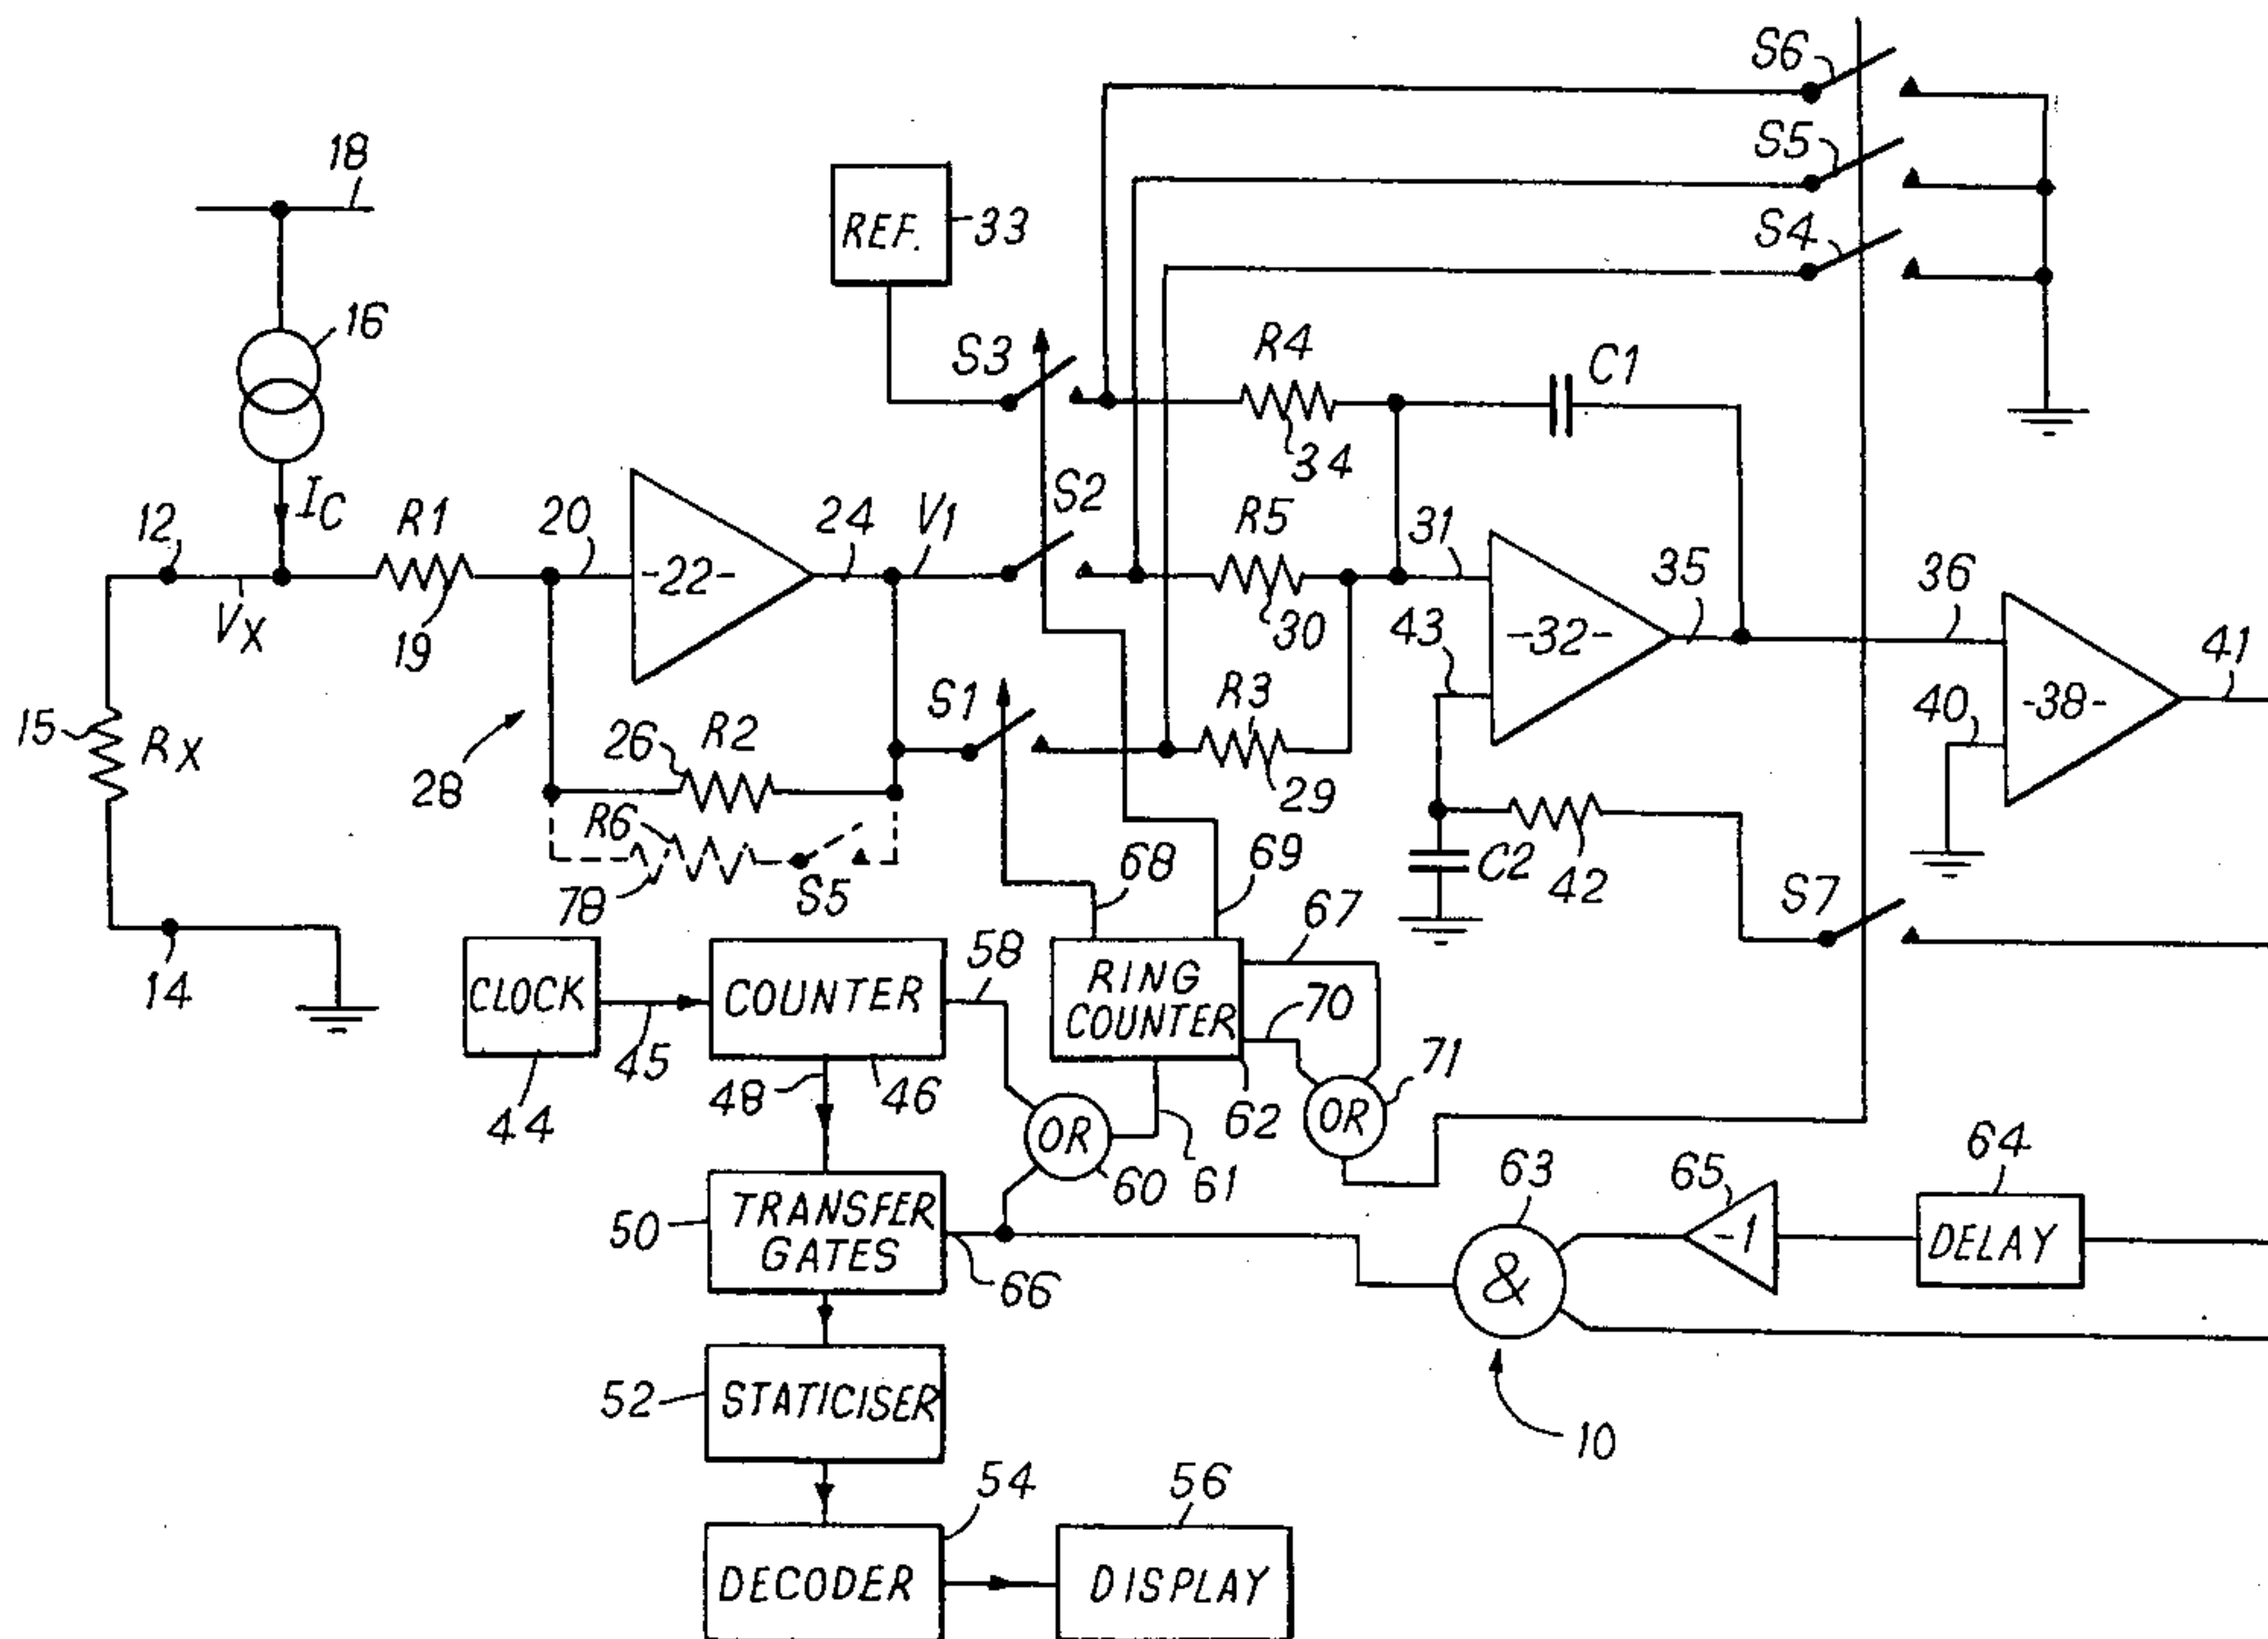 S6
18
S5
REF.
33
S4
16
S3
R4
C1
34
IC
S2
12
R1
20
24
V1
R5
31
-22-
35
36
VX
19
30
43
-32-
41
S1
R3
40
-38-
15
RX
26
R2
28
29
R6
68
69
C2
42
78
S5
67
S7
14
58
CLOCK
COUNTER
RING
COUNTER
70
45
71
48
46
62
OR
44
OR
64
63
65
60
61
50
TRANSFER
GATES
-1
DELAY
66
&
52
STATICISER
10
54
56
DECODER
DISPLAY